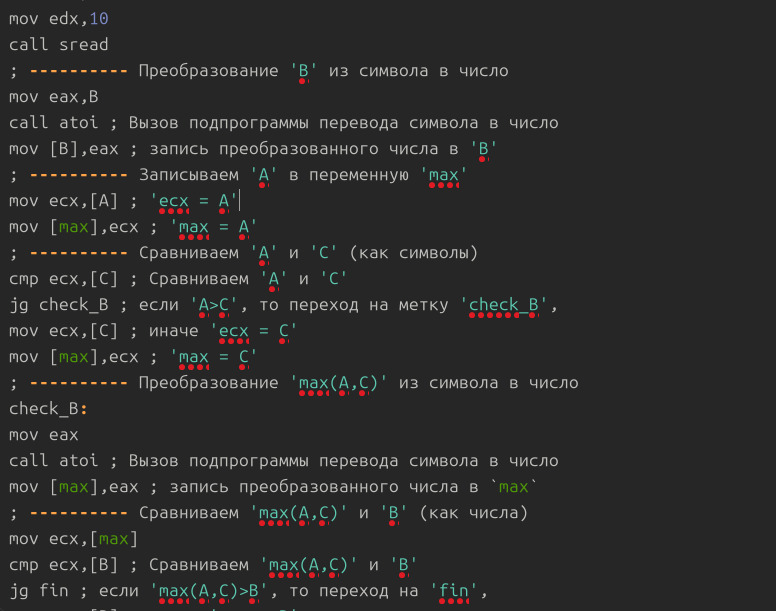 mov edx,10
call sread
; ---------- Преобразование 'B' из символа в число
mov eax,B
call atoi ; Вызов подпрограммы перевода символа в число
mov [B],eax ; запись преобразованного числа в 'B'
; ---------- Записываем 'A' в переменную 'max'
mov ecx,[A] ; 'ecx = A'
mov [max],ecx ; 'max = A'
; ---------- Сравниваем 'A' и 'С' (как символы)
cmp ecx,[C] ; Сравниваем 'A' и 'С'
jg check_B ; если 'A>C', то переход на метку 'check_B',
mov ecx,[C] ; иначе 'ecx = C'
mov [max],ecx ; 'max = C'
; ---------- Преобразование 'max(A,C)' из символа в число
check_B:
mov eax
call atoi ; Вызов подпрограммы перевода символа в число
mov [max],eax ; запись преобразованного числа в `max`
; ---------- Сравниваем 'max(A,C)' и 'B' (как числа)
mov ecx,[max]
cmp ecx,[B] ; Сравниваем 'max(A,C)' и 'B'
jg fin ; если 'max(A,C)>B', то переход на 'fin',